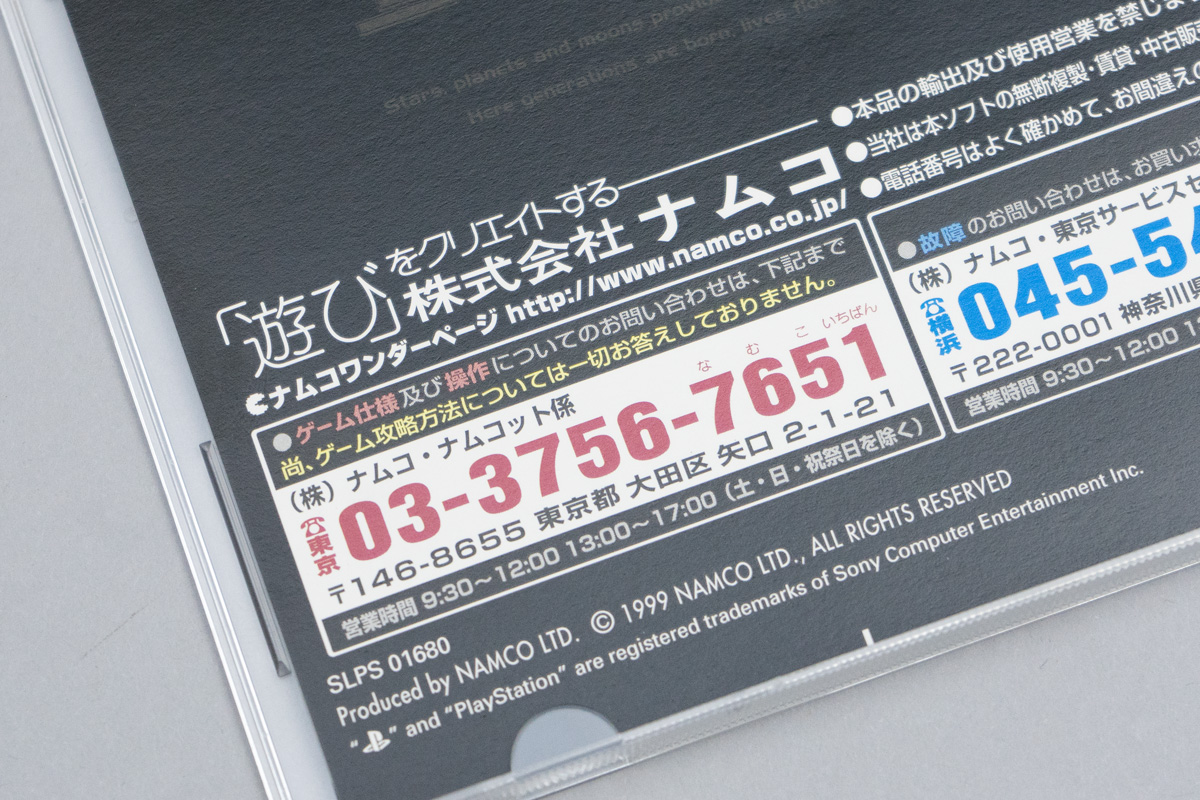 Stars, planets and moons provid
Here generations are born, lives flo
「遊び」をクリエイトする
株式会社ナムコ
ナムコワンダーページ http://www.namco.co.jp/
●本品の輸出及び使用営業を禁じま
●当社は本ソフトの無断複製・賃貸・中古販
●電話番号はよく確かめて、お間違えの
●ゲーム仕様及び操作についてのお問い合わせは、下記まで
尚、ゲーム攻略方法については一切お答えしておりません。
(株) ナムコ・ナムコット係
なむこ いちばん
☎東京 03-3756-7651
〒146-8655 東京都 大田区 矢口 2-1-21
営業時間 9:30〜12:00 13:00〜17:00 (土・日・祝祭日を除く)
●故障のお問い合わせは、お買い求
(株) ナムコ・東京サービスセ
☎横浜 045-54
〒222-0001 神奈川県
営業時間 9:30〜12:00 1
SLPS 01680
Produced by NAMCO LTD. © 1999 NAMCO LTD., ALL RIGHTS RESERVED
" " and "PlayStation" are registered trademarks of Sony Computer Entertainment Inc.